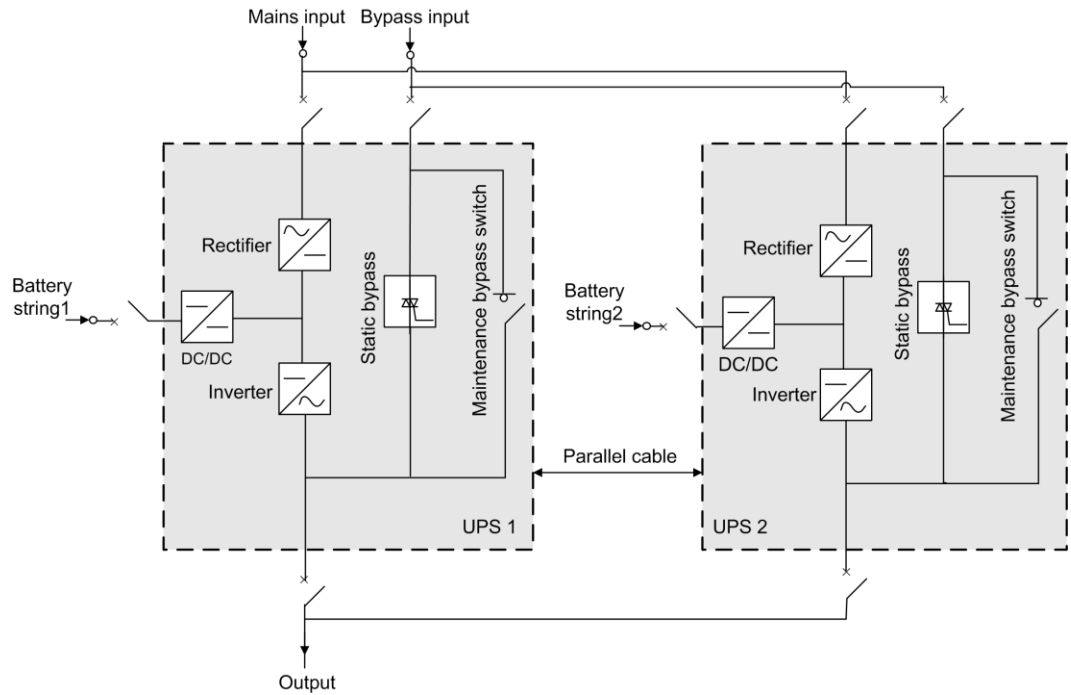 Mains input
Bypass input
Rectifier
Static bypass
Maintenance bypass switch
Battery
string1
DC/DC
Inverter
UPS 1
Parallel cable
Rectifier
Static bypass
Maintenance bypass switch
Battery
string2
DC/DC
Inverter
UPS 2
Output